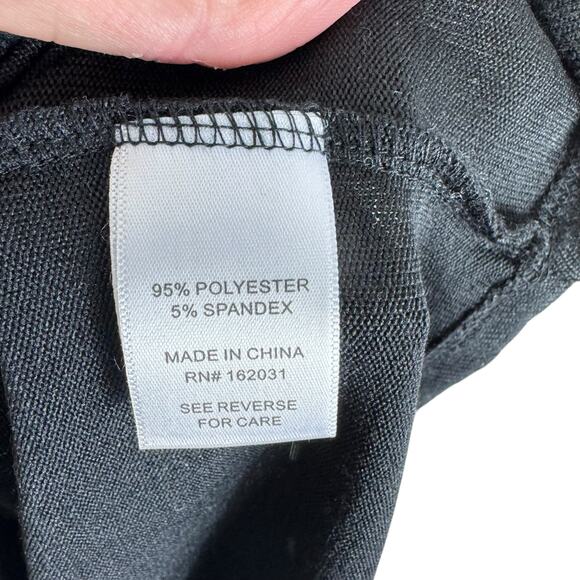 95% POLYESTER
5% SPANDEX
MADE IN CHINA
RN# 162031
SEE REVERSE
FOR CARE